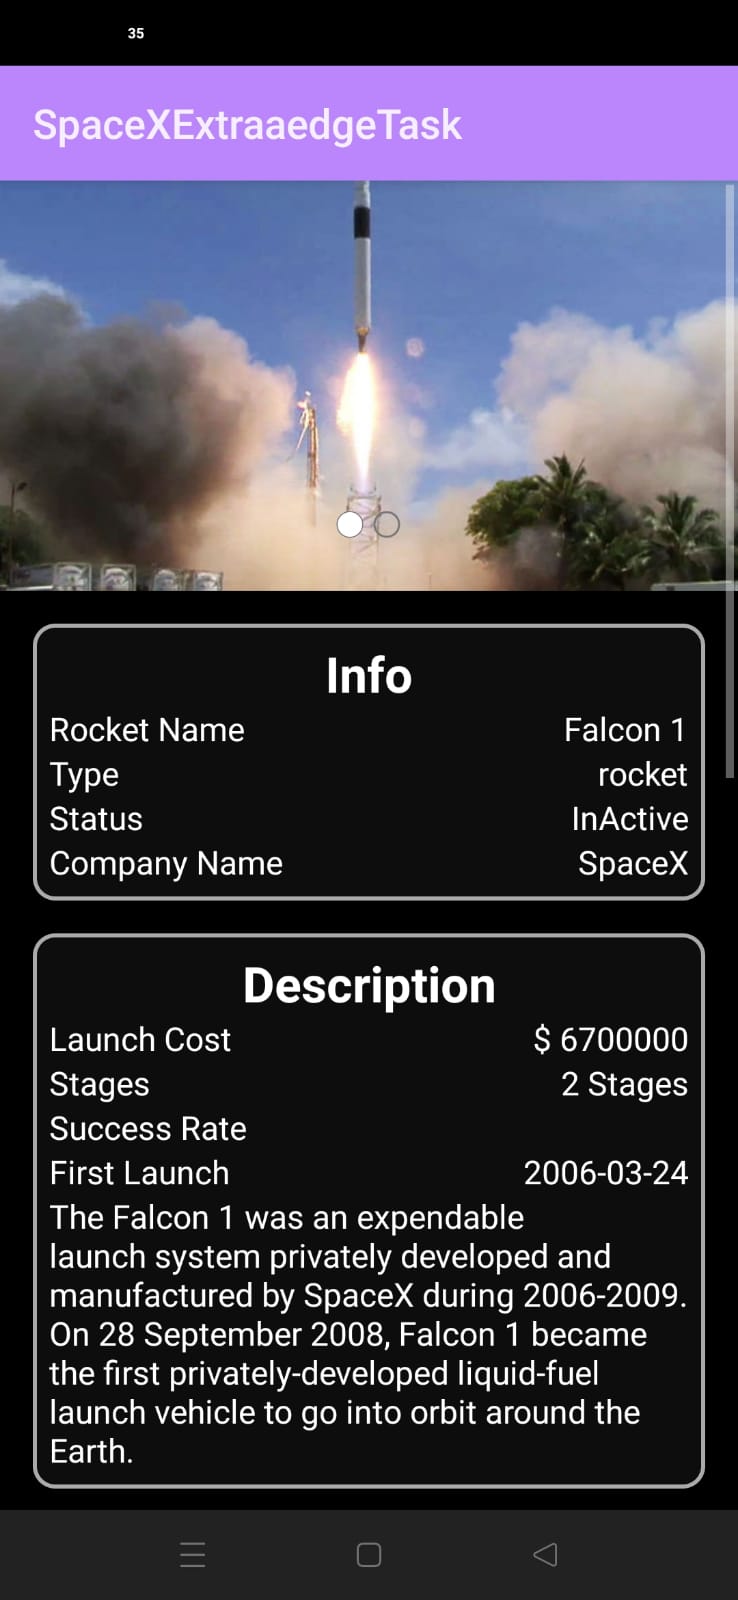 35
SpaceXExtraaedgeTask
Info
Rocket Name Falcon 1
Type rocket
Status InActive
Company Name SpaceX
Description
Launch Cost $ 6700000
Stages 2 Stages
Success Rate
First Launch 2006-03-24
The Falcon 1 was an expendable
launch system privately developed and
manufactured by SpaceX during 2006-2009.
On 28 September 2008, Falcon 1 became
the first privately-developed liquid-fuel
launch vehicle to go into orbit around the
Earth.